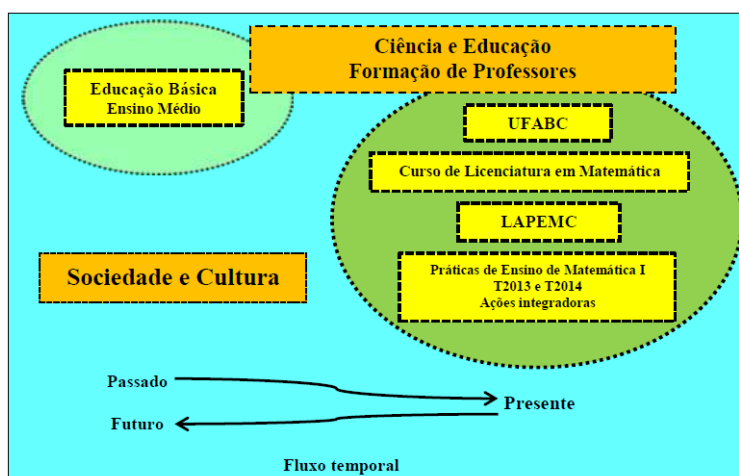 Ciência e Educação
Formação de Professores
Educação Básica
Ensino Médio
UFABC
Curso de Licenciatura em Matemática
LAPEMC
Práticas de Ensino de Matemática I
T2013 e T2014
Ações integradoras
Sociedade e Cultura
Passado
Presente
Futuro
Fluxo temporal